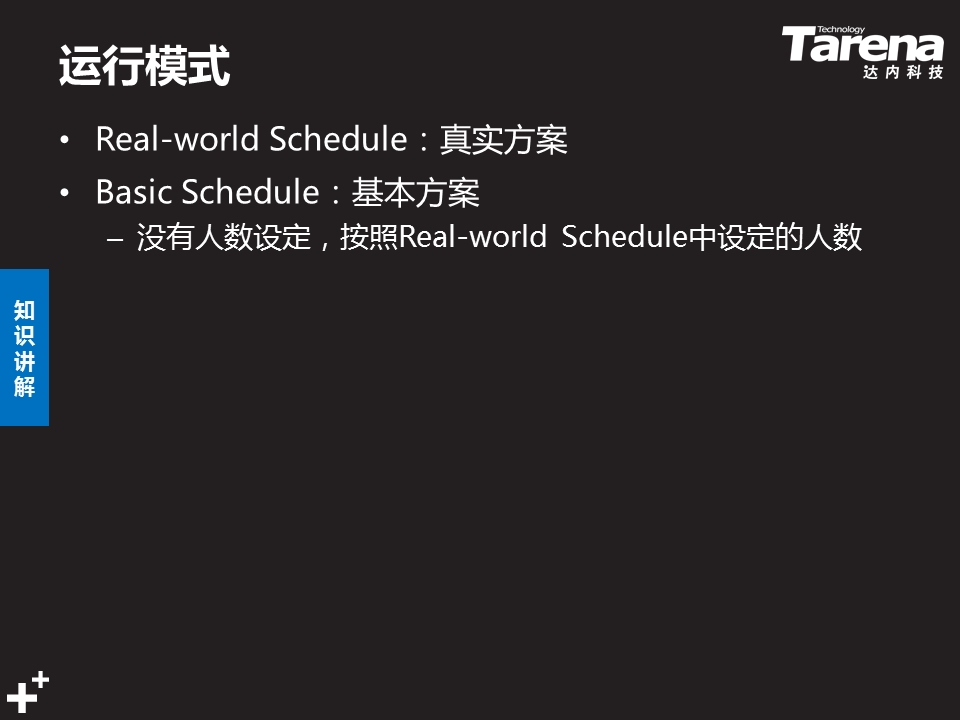 运行模式
Technology
Tarena
达内科技
• Real-world Schedule：真实方案
• Basic Schedule：基本方案
– 没有人数设定，按照Real-world Schedule中设定的人数
知
识
讲
解